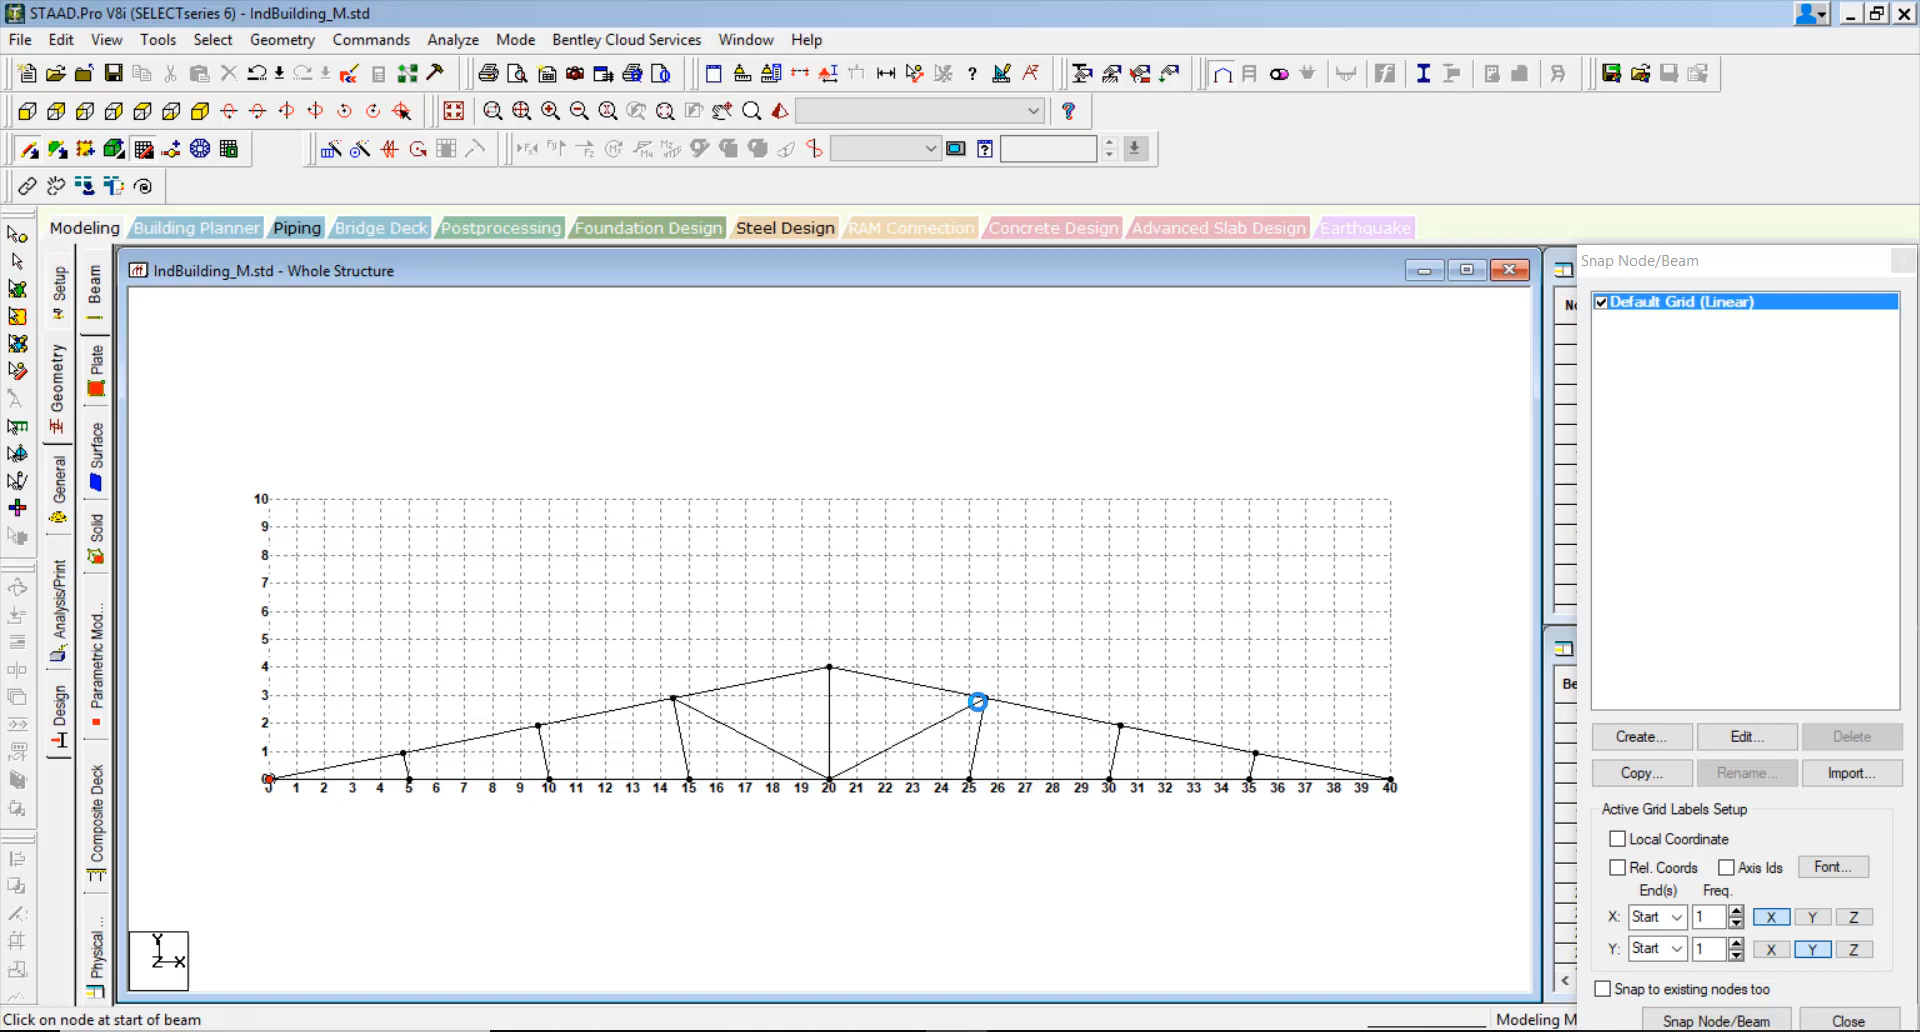 STAAD.Pro V8i (SELECTseries 6) - IndBuilding_M.std
File Edit View Tools Select Geometry Commands Analyze Mode Bentley Cloud Services Window Help
Modeling Building Planner Piping Bridge Deck Postprocessing Foundation Design Steel Design RAM Connection Concrete Design Advanced Slab Design Earthquake
Setup
Geometry
General
Analysis/Print
Design
Beam
Plate
Surface
Solid
Parametric Mod...
Composite Deck
Physical ...
IndBuilding_M.std - Whole Structure
10
9
8
7
6
5
4
3
2
1
0 1 2 3 4 5 6 7 8 9 10 11 12 13 14 15 16 17 18 19 20 21 22 23 24 25 26 27 28 29 30 31 32 33 34 35 36 37 38 39 40
Y
Z X
Be
Snap Node/Beam
Default Grid (Linear)
Create... Edit... Delete
Copy... Rename... Import...
Active Grid Labels Setup
Local Coordinate
Rel. Coords Axis Ids Font...
End(s) Freq.
X: Start 1 X Y Z
Y: Start 1 X Y Z
Snap to existing nodes too
Snap Node/Beam Close
Click on node at start of beam
Modeling M